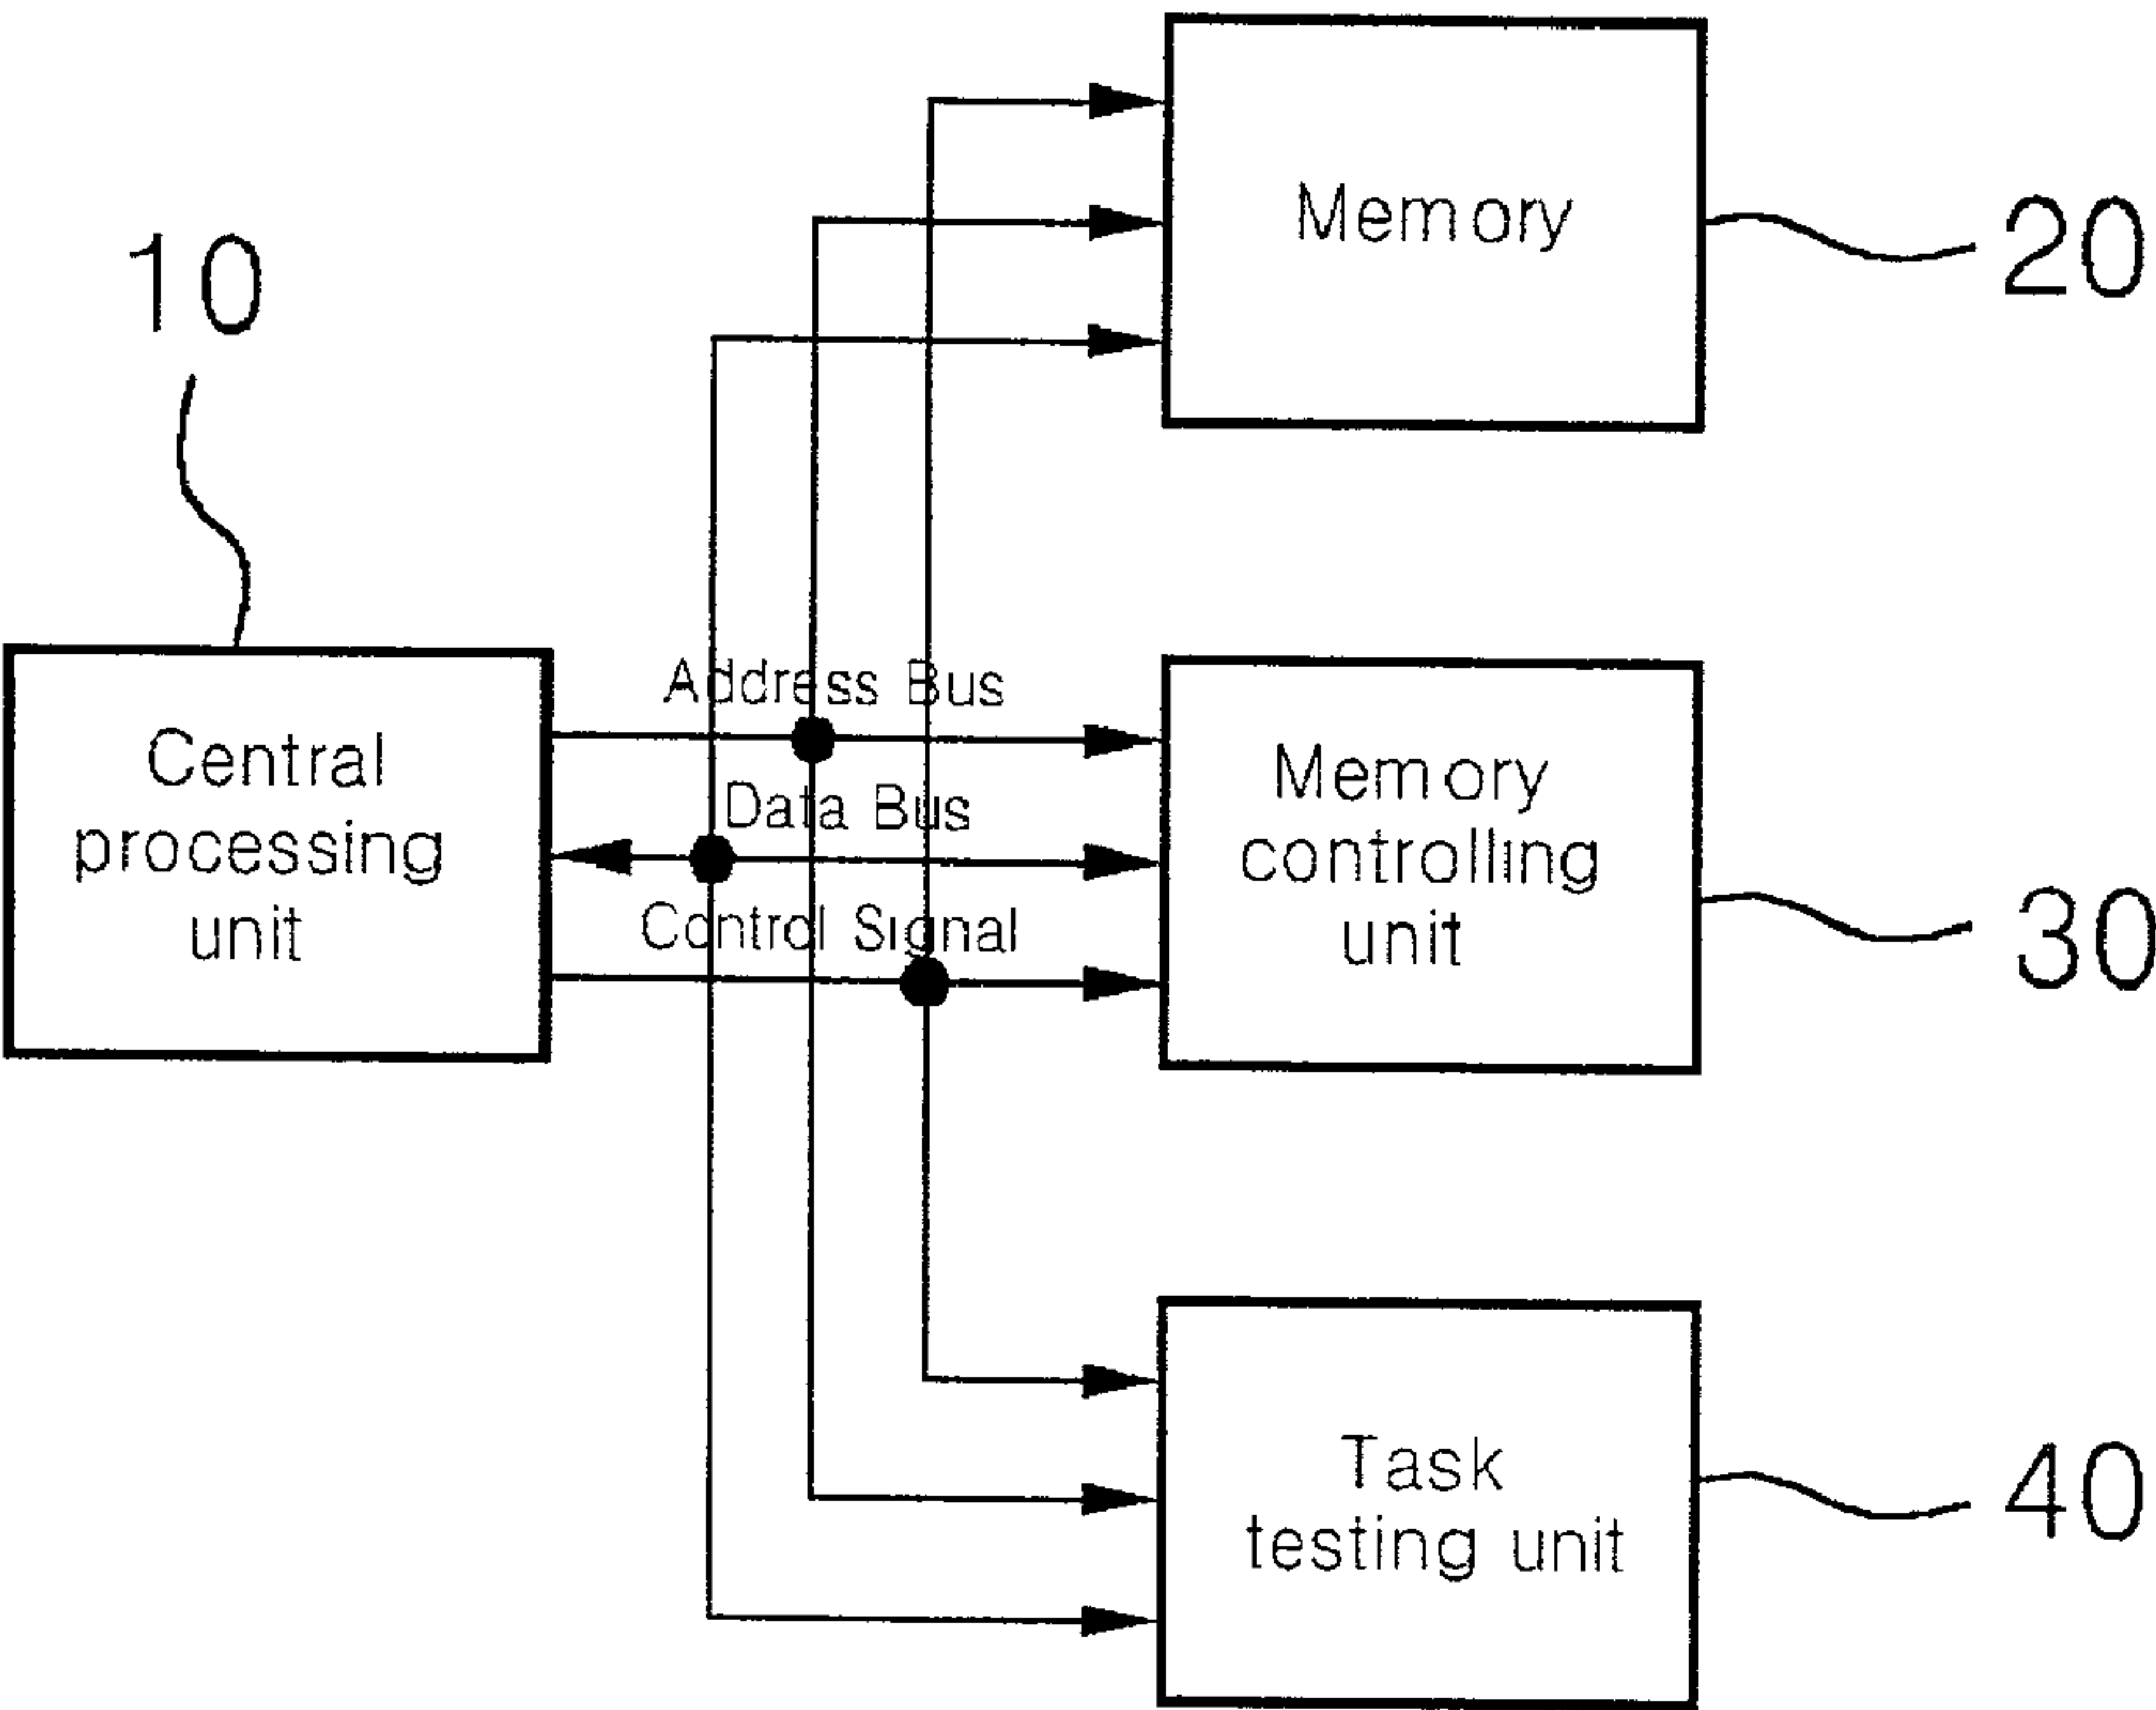 Memory
20
10
Central
processing
unit
Address Bus
Data Bus
Control Signal
Memory
controlling
unit
30
Task
testing unit
40